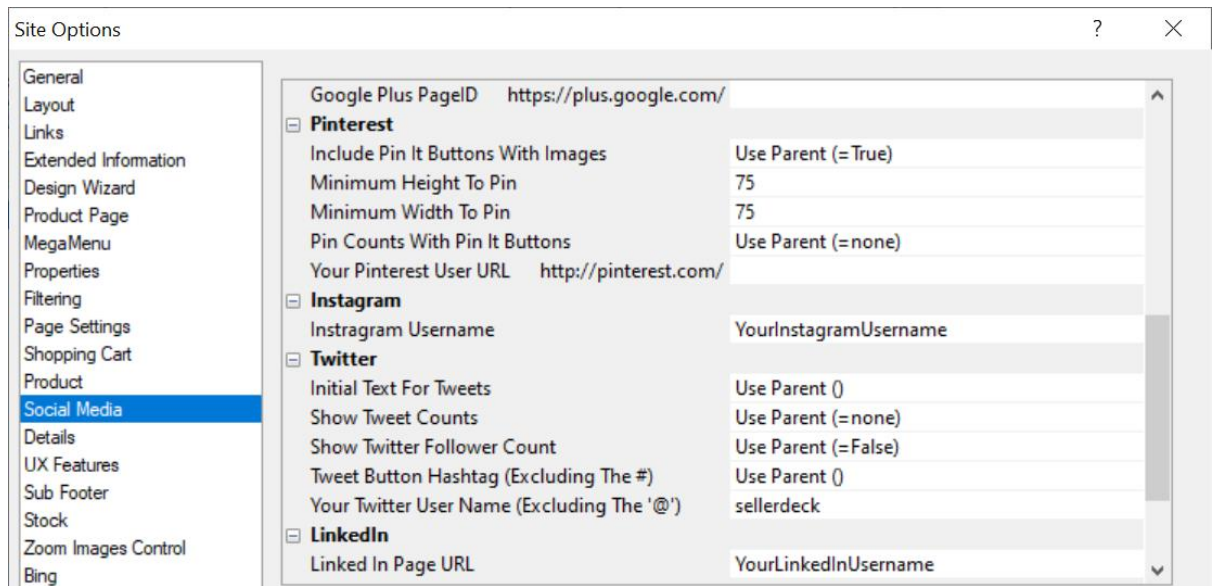 Site Options
?
General
Layout
Links
Extended Information
Design Wizard
Product Page
MegaMenu
Properties
Filtering
Page Settings
Shopping Cart
Product
Social Media
Details
UX Features
Sub Footer
Stock
Zoom Images Control
Bing
Google Plus PageID https://plus.google.com/
Pinterest
Include Pin It Buttons With Images Use Parent (=True)
Minimum Height To Pin 75
Minimum Width To Pin 75
Pin Counts With Pin It Buttons Use Parent (=none)
Your Pinterest User URL http://pinterest.com/
Instagram
Instragram Username YourInstagramUsername
Twitter
Initial Text For Tweets Use Parent ()
Show Tweet Counts Use Parent (=none)
Show Twitter Follower Count Use Parent (=False)
Tweet Button Hashtag (Excluding The #) Use Parent ()
Your Twitter User Name (Excluding The '@') sellerdeck
LinkedIn
Linked In Page URL YourLinkedInUsername